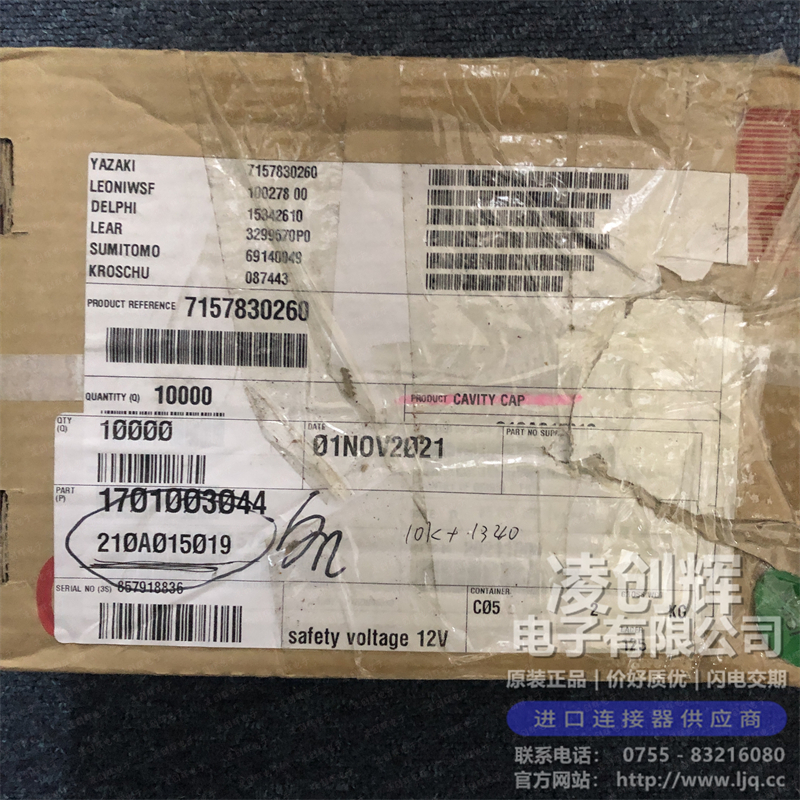 YAZAKI 7157830260
LEONIWSF 100278 00
DELPHI 15342610
LEAR 3299570P0
SUMITOMO 69140949
KROSCHU 087443
PRODUCT REFERENCE 7157830260
QUANTITY (Q) 10000
PRODUCT CAVITY CAP
QTY (Q) 10000
DATE 01NOV2021
PART NO SUPP
PART (P) 1701003044
210A015019
10K+1340
SERIAL NO (3S) 857918836
CONTAINER C05
2 KG
safety voltage 12V
凌创辉
电子有限公司
原装正品 | 价好质优 | 闪电交期
进口连接器供应商
联系电话: 0755 - 83216080
官方网站: http://www.ljq.cc